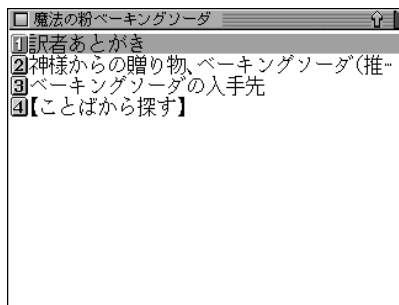 魔法の粉ベーキングソーダ
1訳者あとがき
2神様からの贈り物、ベーキングソーダ(推…
3ベーキングソーダの入手先
4【ことばから探す】